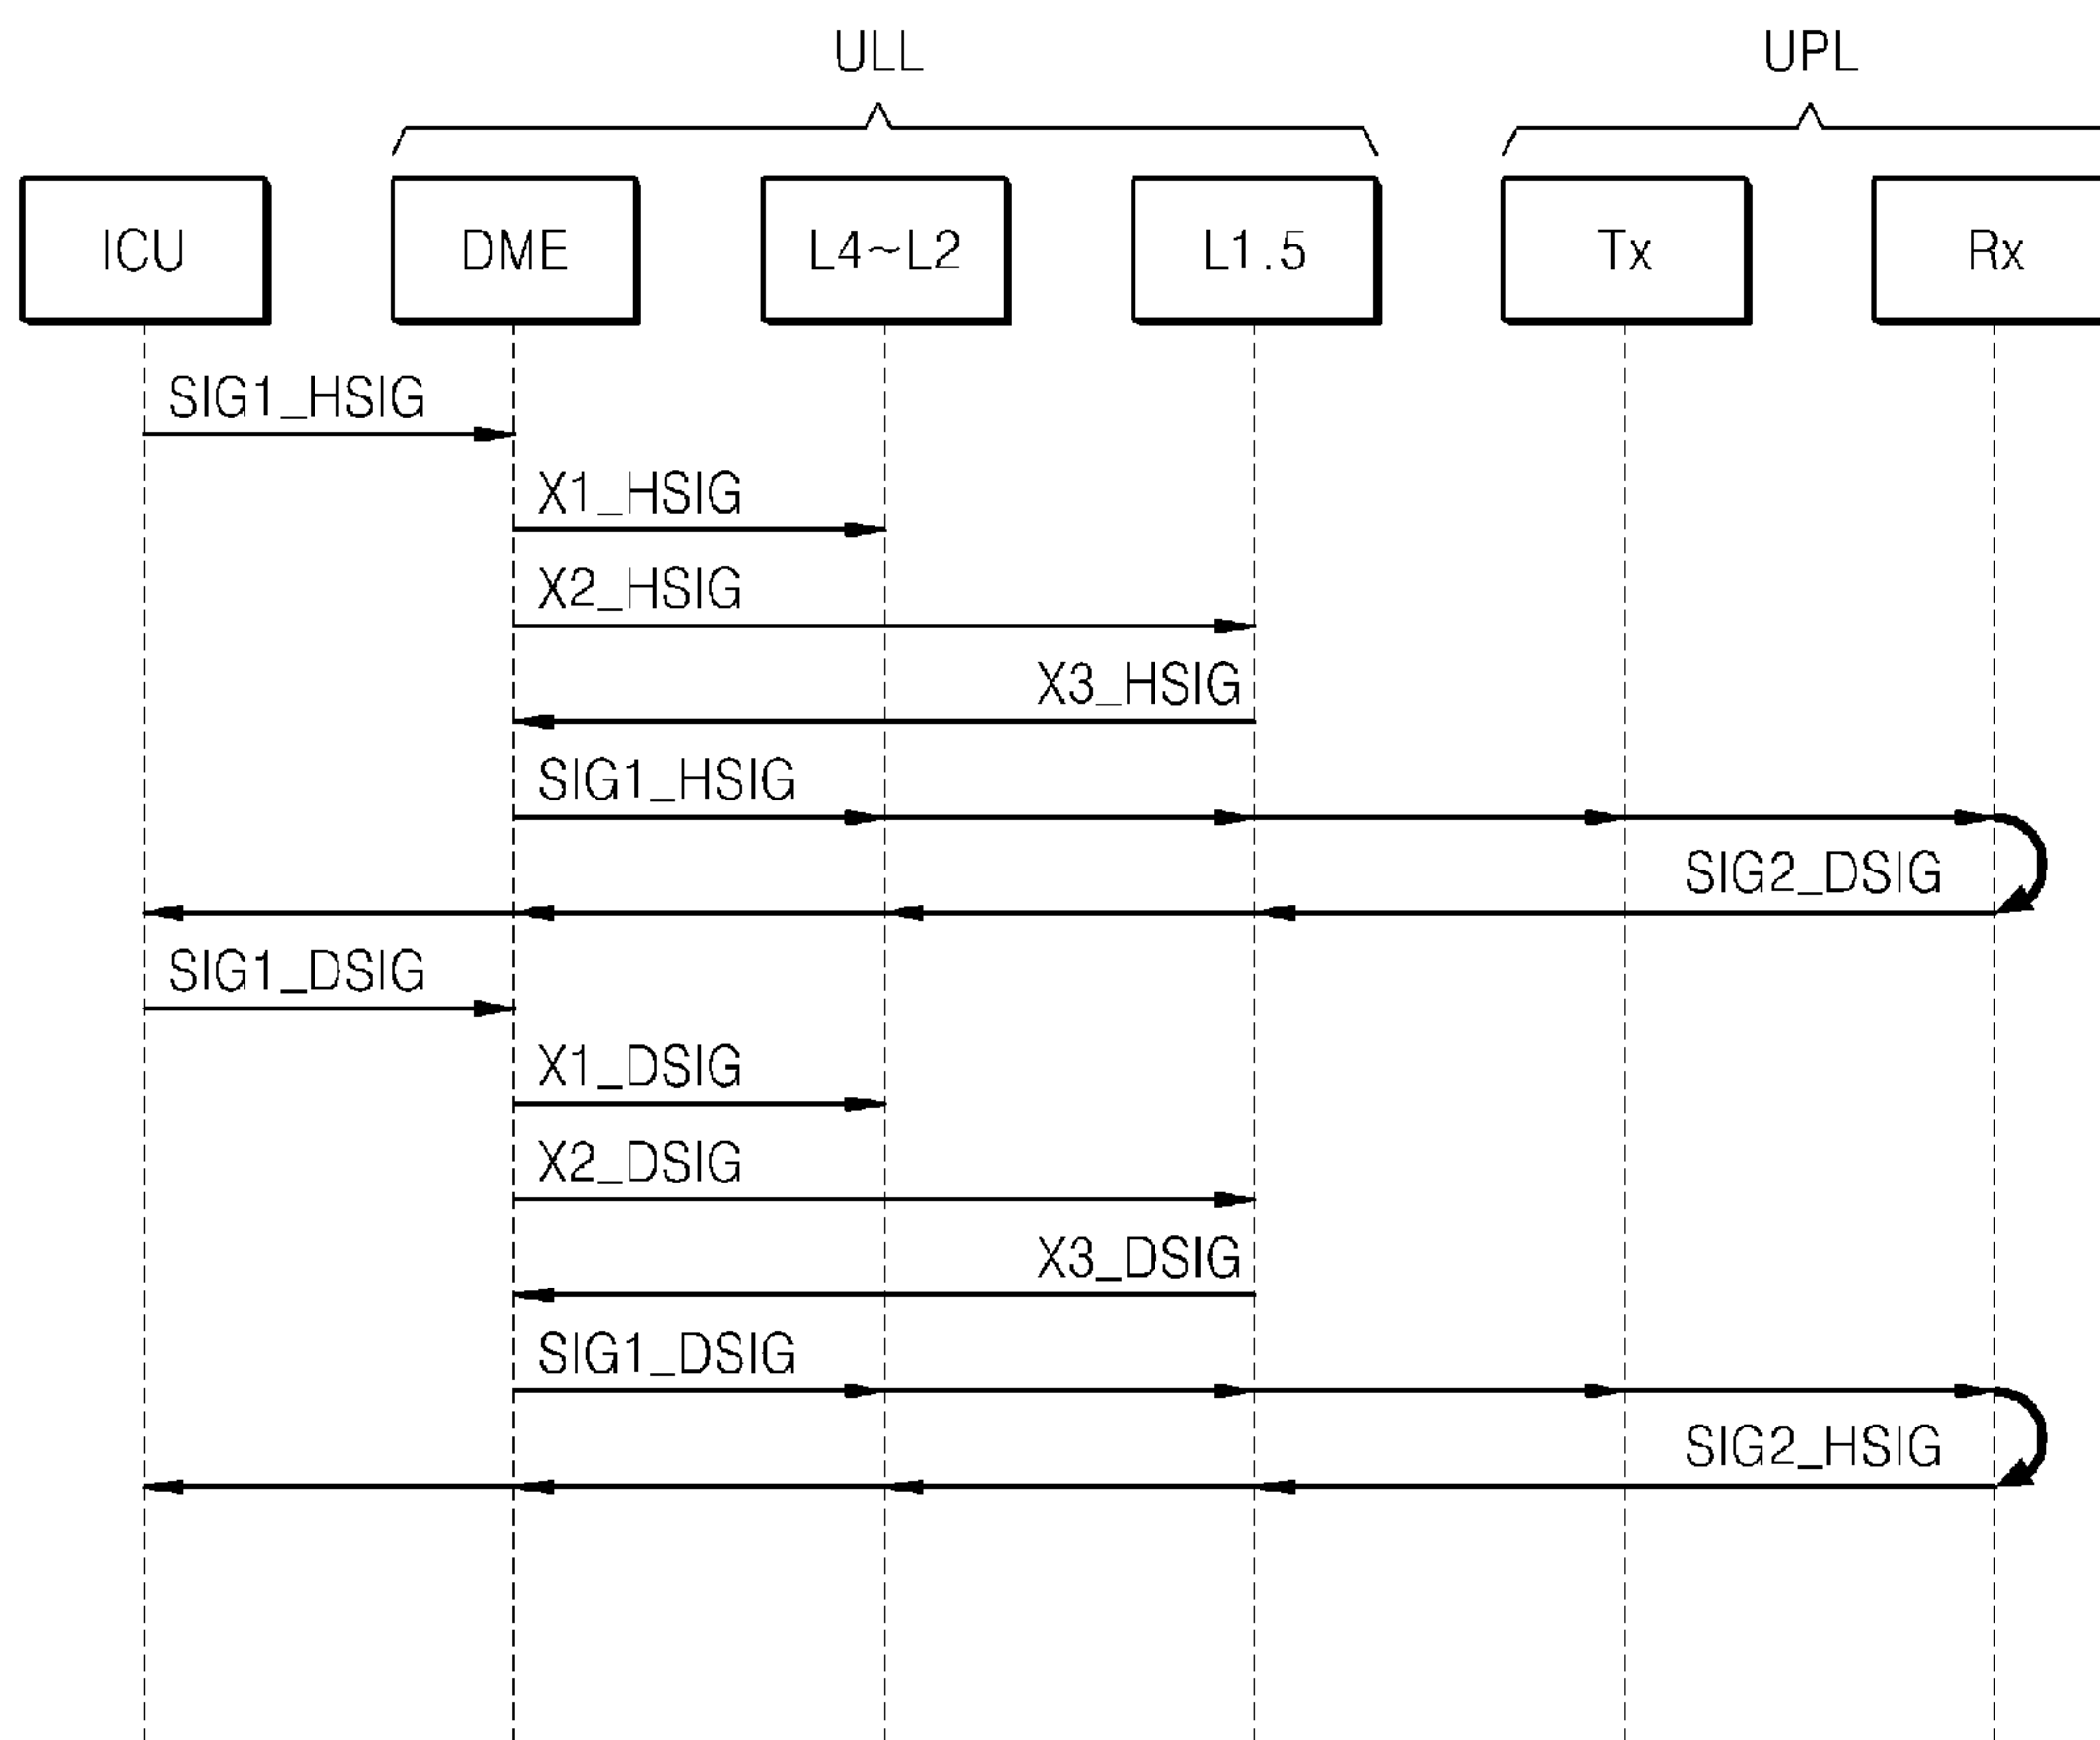 ULL UPL
ICU DME L4~L2 L1.5 Tx Rx
SIG1_HSIG
X1_HSIG
X2_HSIG
X3_HSIG
SIG1_HSIG
SIG2_DSIG
SIG1_DSIG
X1_DSIG
X2_DSIG
X3_DSIG
SIG1_DSIG
SIG2_HSIG